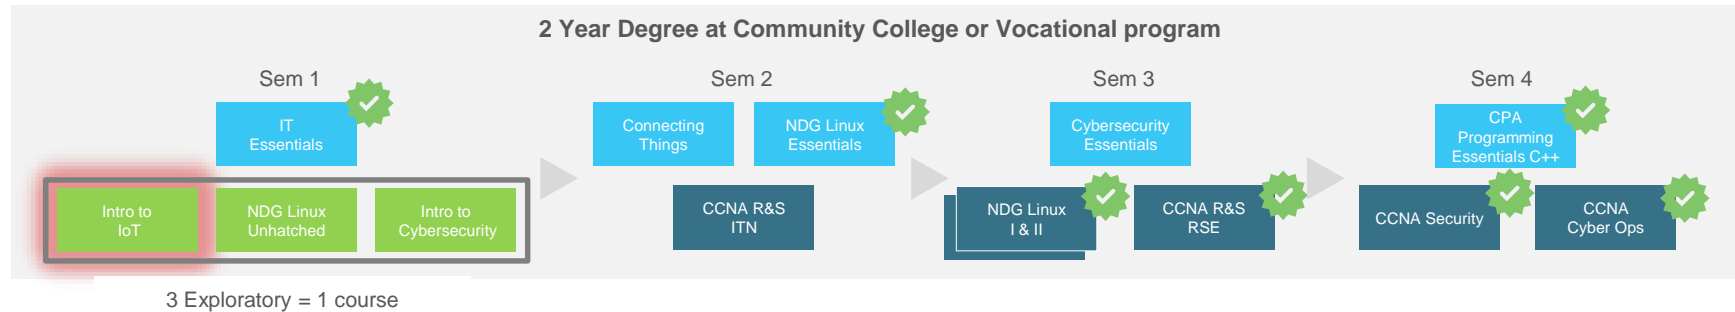 2 Year Degree at Community College or Vocational program
Sem 1
IT
Essentials
Intro to
IoT
NDG Linux
Unhatched
Intro to
Cybersecurity
3 Exploratory = 1 course
Sem 2
Connecting
Things
NDG Linux
Essentials
CCNA R&S
ITN
Sem 3
Cybersecurity
Essentials
NDG Linux
I & II
CCNA R&S
RSE
Sem 4
CPA
Programming
Essentials C++
CCNA Security
CCNA
Cyber Ops